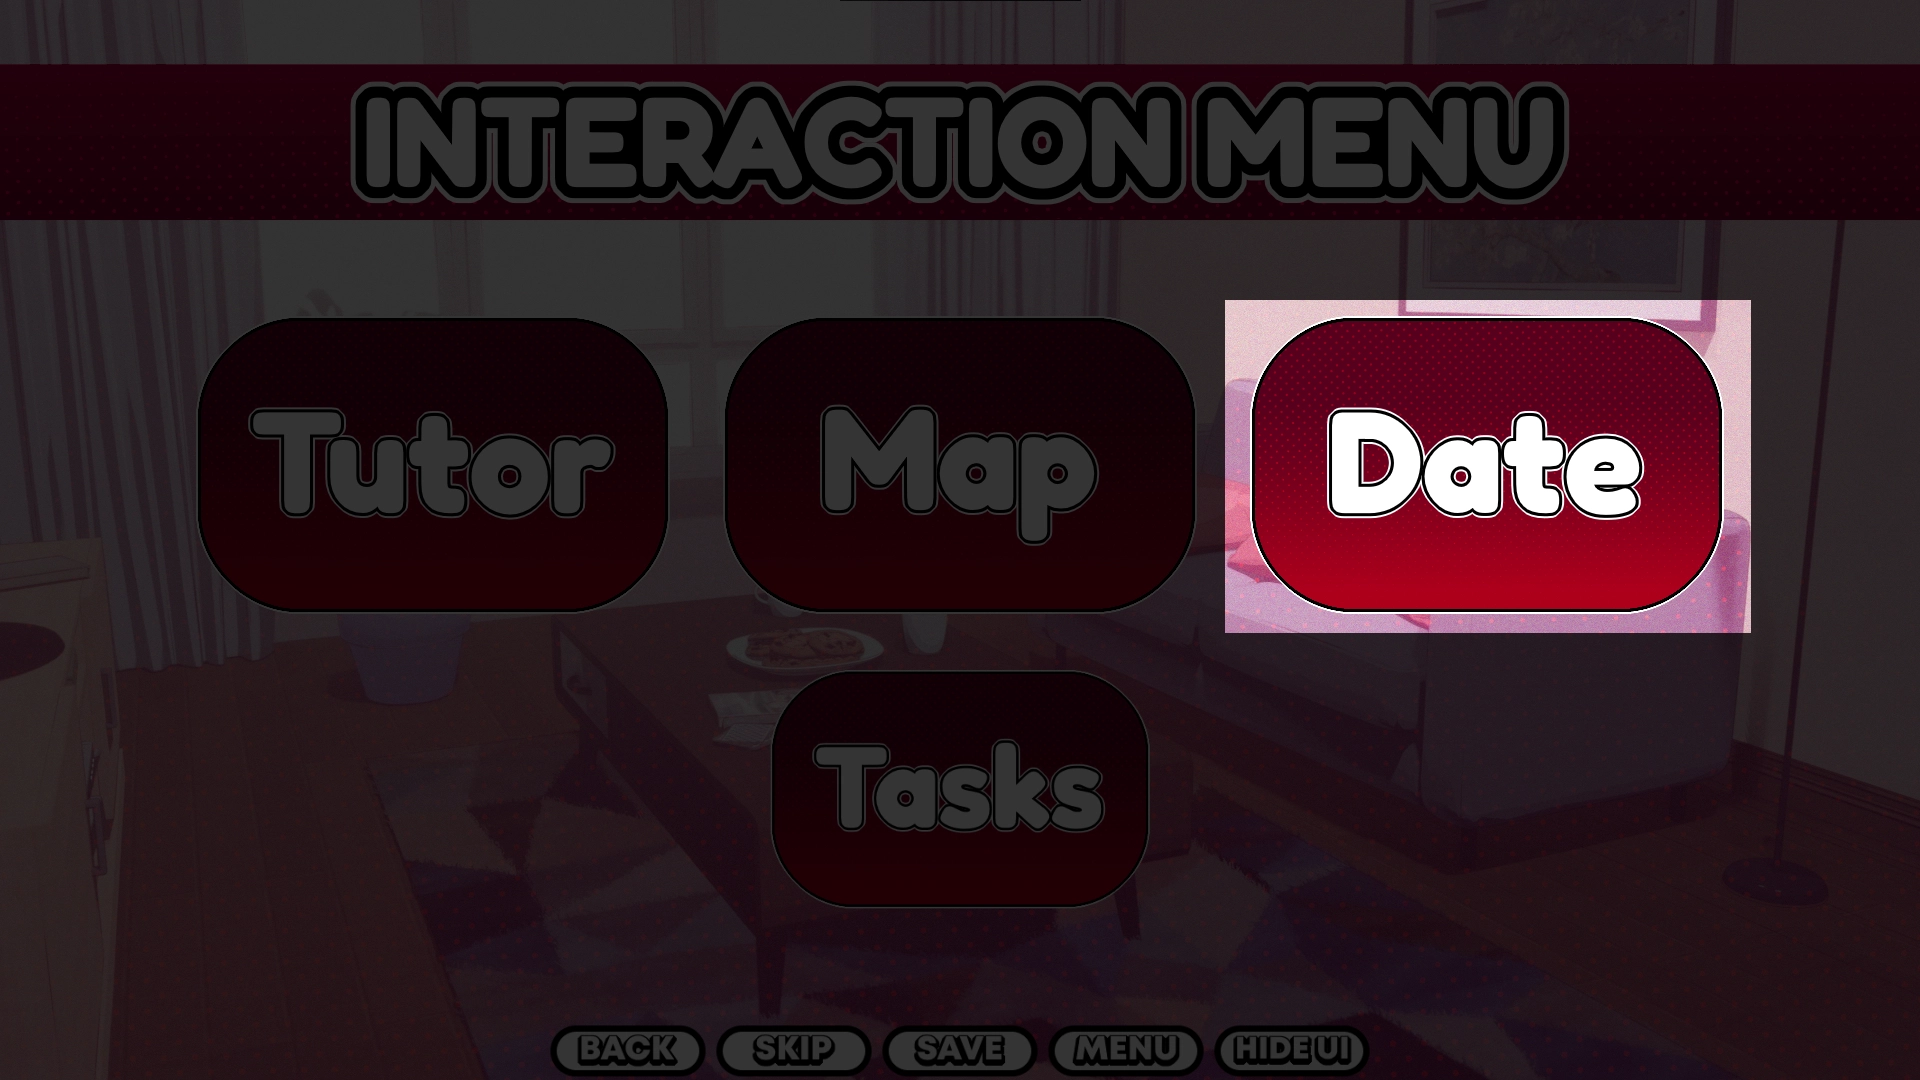 INTERACTION MENU
Tutor
Map
Date
Tasks
BACK
SKIP
SAVE
MENU
HIDE UI